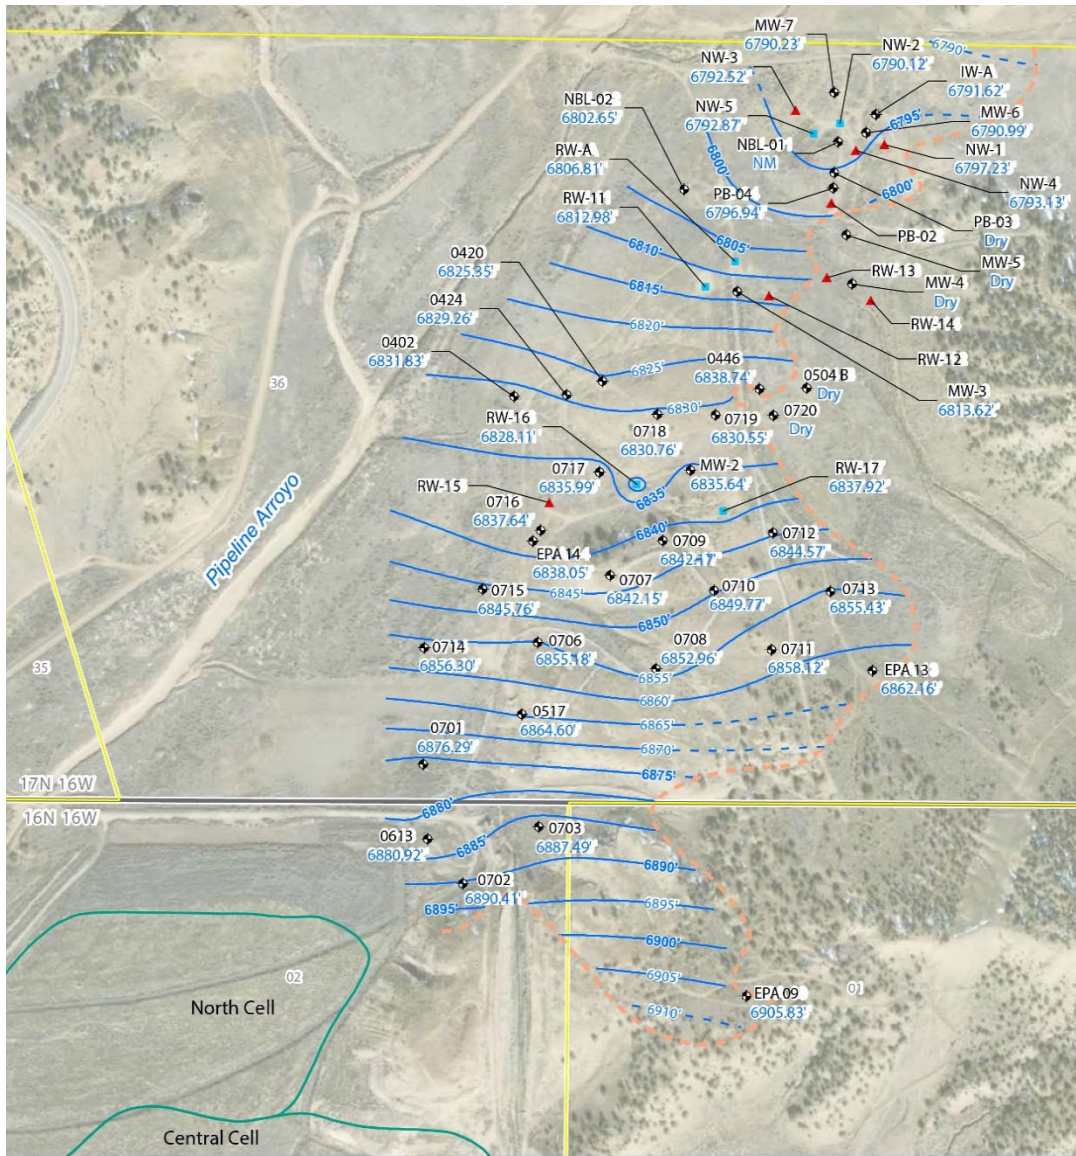 MW-7
6790.23'
NW-2
6790.12'
6790'
NW-3
6792.52'
IW-A
6791.62'
NBL-02
6802.65'
NW-5
6792.87'
MW-6
6790.99'
6795'
RW-A
6806.81'
NBL-01
NM
NW-1
6797.23'
6800'
RW-11
6812.98'
PB-04
6796.94'
6800'
NW-4
6793.13'
PB-02
PB-03
Dry
MW-5
Dry
0420
6825.35'
6810'
6805'
RW-13
MW-4
Dry
6815'
RW-14
0424
6829.26'
6820'
RW-12
0402
6831.83'
6825'
0446
6838.74'
0504 B
Dry
MW-3
6813.62'
36
6830'
RW-16
6828.11'
0718
6830.76'
0719
6830.55'
0720
Dry
0717
6835.99'
MW-2
6835.64'
RW-17
6837.92'
RW-15
6835'
0716
6837.64'
6840'
Pipeline Arroyo
EPA 14
6838.05'
0709
6842.17'
0712
6844.57'
0715
6845.76'
6845'
0707
6842.15'
0710
6849.77'
0713
6855.43'
6850'
0714
6856.30'
0706
6855.18'
0708
6852.96'
0711
6858.12'
35
6855'
EPA 13
6862.16'
6860'
0517
6864.60'
6865'
0701
6876.29'
6870'
6875'
17N 16W
16N 16W
6880'
0613
6880.92'
6885'
0703
6887.49'
6890'
0702
6890.41'
6895'
6895'
6900'
02
6905'
01
North Cell
6910'
EPA 09
6905.83'
Central Cell